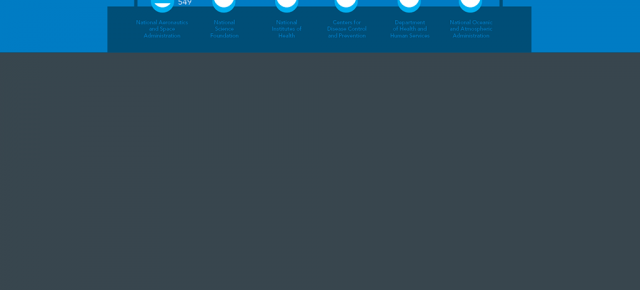 549
National Aeronautics
and Space
Administration
National
Science
Foundation
National
Institutes of
Health
Centers for
Disease Control
and Prevention
Department
of Health and
Human Services
National Oceanic
and Atmospheric
Administration